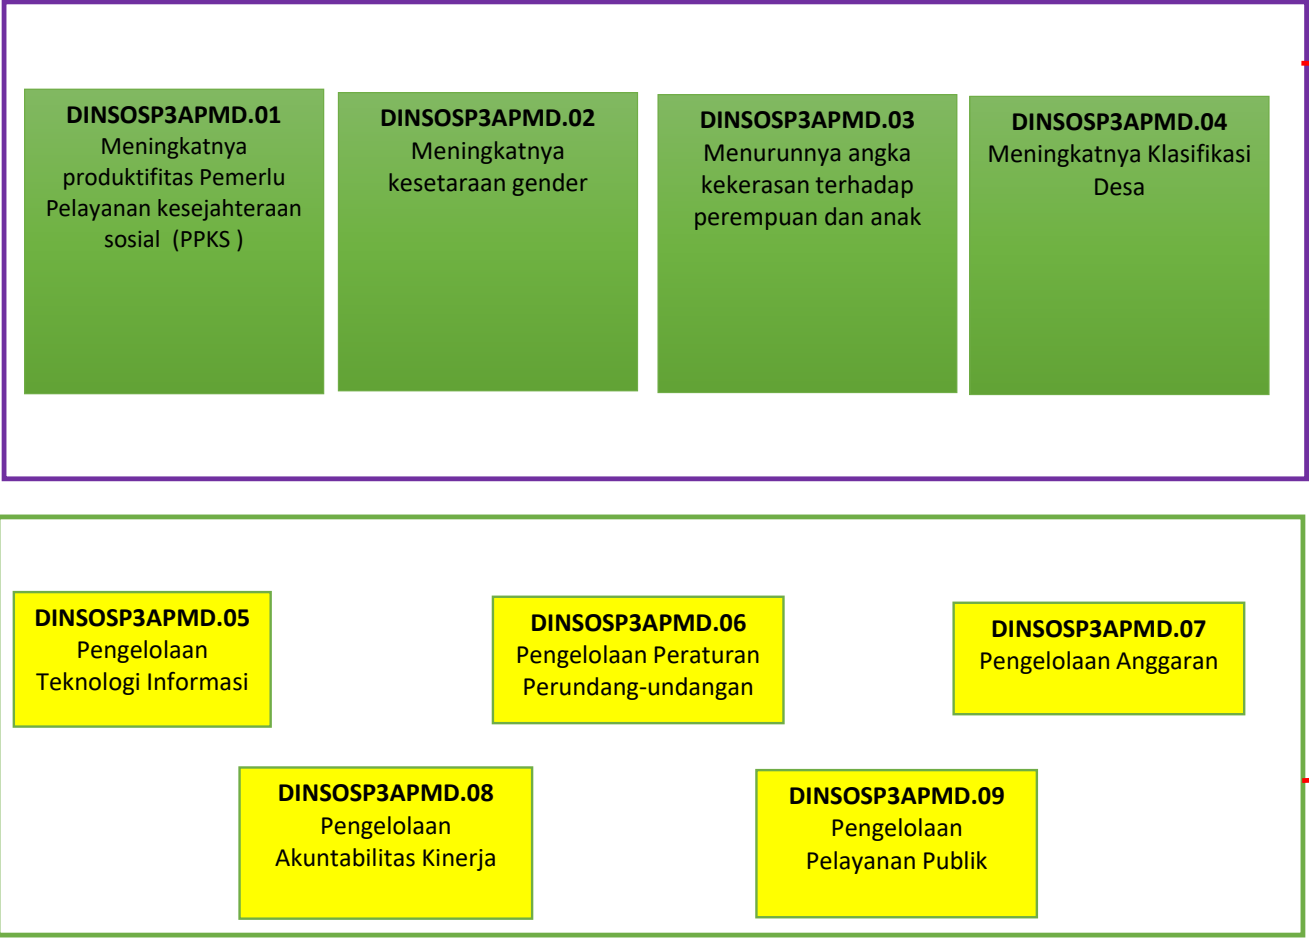 DINSOSP3APMD.01
Meningkatnya
produktifitas Pemerlu
Pelayanan kesejahteraan
sosial (PPKS )
DINSOSP3APMD.02
Meningkatnya
kesetaraan gender
DINSOSP3APMD.03
Menurunnya angka
kekerasan terhadap
perempuan dan anak
DINSOSP3APMD.04
Meningkatnya Klasifikasi
Desa
DINSOSP3APMD.05
Pengelolaan
Teknologi Informasi
DINSOSP3APMD.06
Pengelolaan Peraturan
Perundang-undangan
DINSOSP3APMD.07
Pengelolaan Anggaran
DINSOSP3APMD.08
Pengelolaan
Akuntabilitas Kinerja
DINSOSP3APMD.09
Pengelolaan
Pelayanan Publik